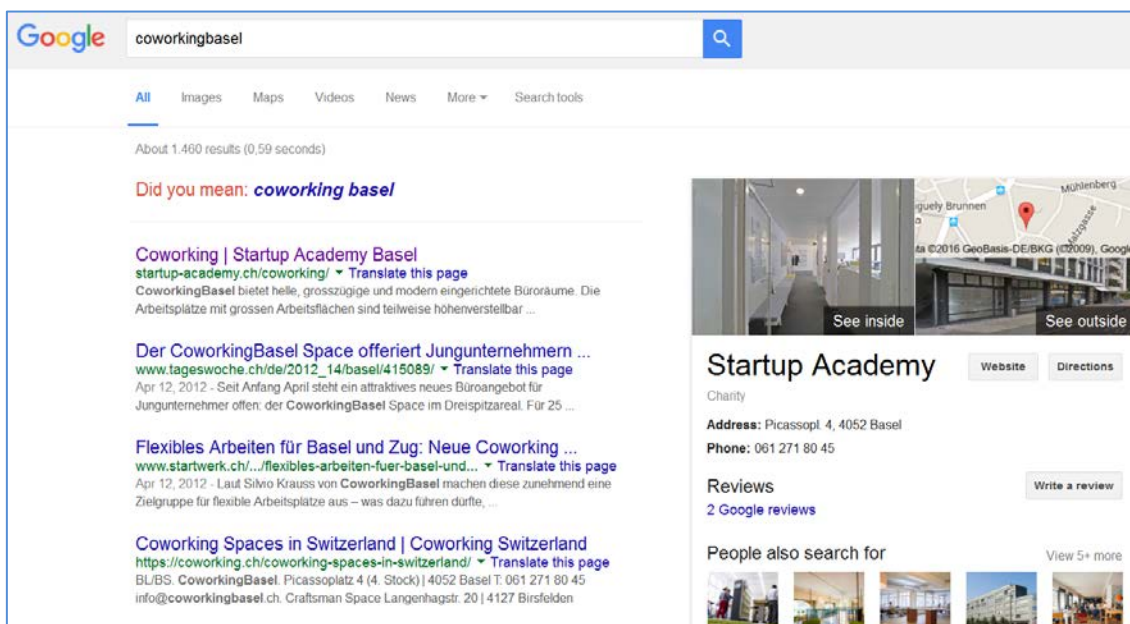 Google
coworkingbasel
All Images Maps Videos News More Search tools
About 1.460 results (0,59 seconds)
Did you mean: coworking basel
Coworking | Startup Academy Basel
startup-academy.ch/coworking/ Translate this page
CoworkingBasel bietet helle, grosszügige und modern eingerichtete Büroräume. Die
Arbeitsplätze mit grossen Arbeitsflächen sind teilweise höhenverstellbar ...
Der CoworkingBasel Space offeriert Jungunternehmern ...
www.tageswoche.ch/de/2012_14/basel/415089/ Translate this page
Apr 12, 2012 - Seit Anfang April steht ein attraktives neues Büroangebot für
Jungunternehmer offen: der CoworkingBasel Space im Dreispitzareal. Für 25 ...
Flexibles Arbeiten für Basel und Zug: Neue Coworking ...
www.startwerk.ch/.../flexibles-arbeiten-fuer-basel-und... Translate this page
Apr 12, 2012 - Laut Silvio Krauss von CoworkingBasel machen diese zunehmend eine
Zielgruppe für flexible Arbeitsplätze aus – was dazu führen dürfte, ...
Coworking Spaces in Switzerland | Coworking Switzerland
https://coworking.ch/coworking-spaces-in-switzerland/ Translate this page
BL/BS. CoworkingBasel. Picassoplatz 4 (4. Stock) | 4052 Basel T: 061 271 80 45
info@coworkingbasel.ch. Craftsman Space Langenhagstr. 20 | 4127 Birsfelden
Mühlenberg
guely Brunnen
Malzgasse
ta ©2016 GeoBasis-DE/BKG (©2009), Google
See inside
See outside
Startup Academy
Website
Directions
Charity
Address: Picassopl. 4, 4052 Basel
Phone: 061 271 80 45
Reviews
Write a review
2 Google reviews
People also search for
View 5+ more